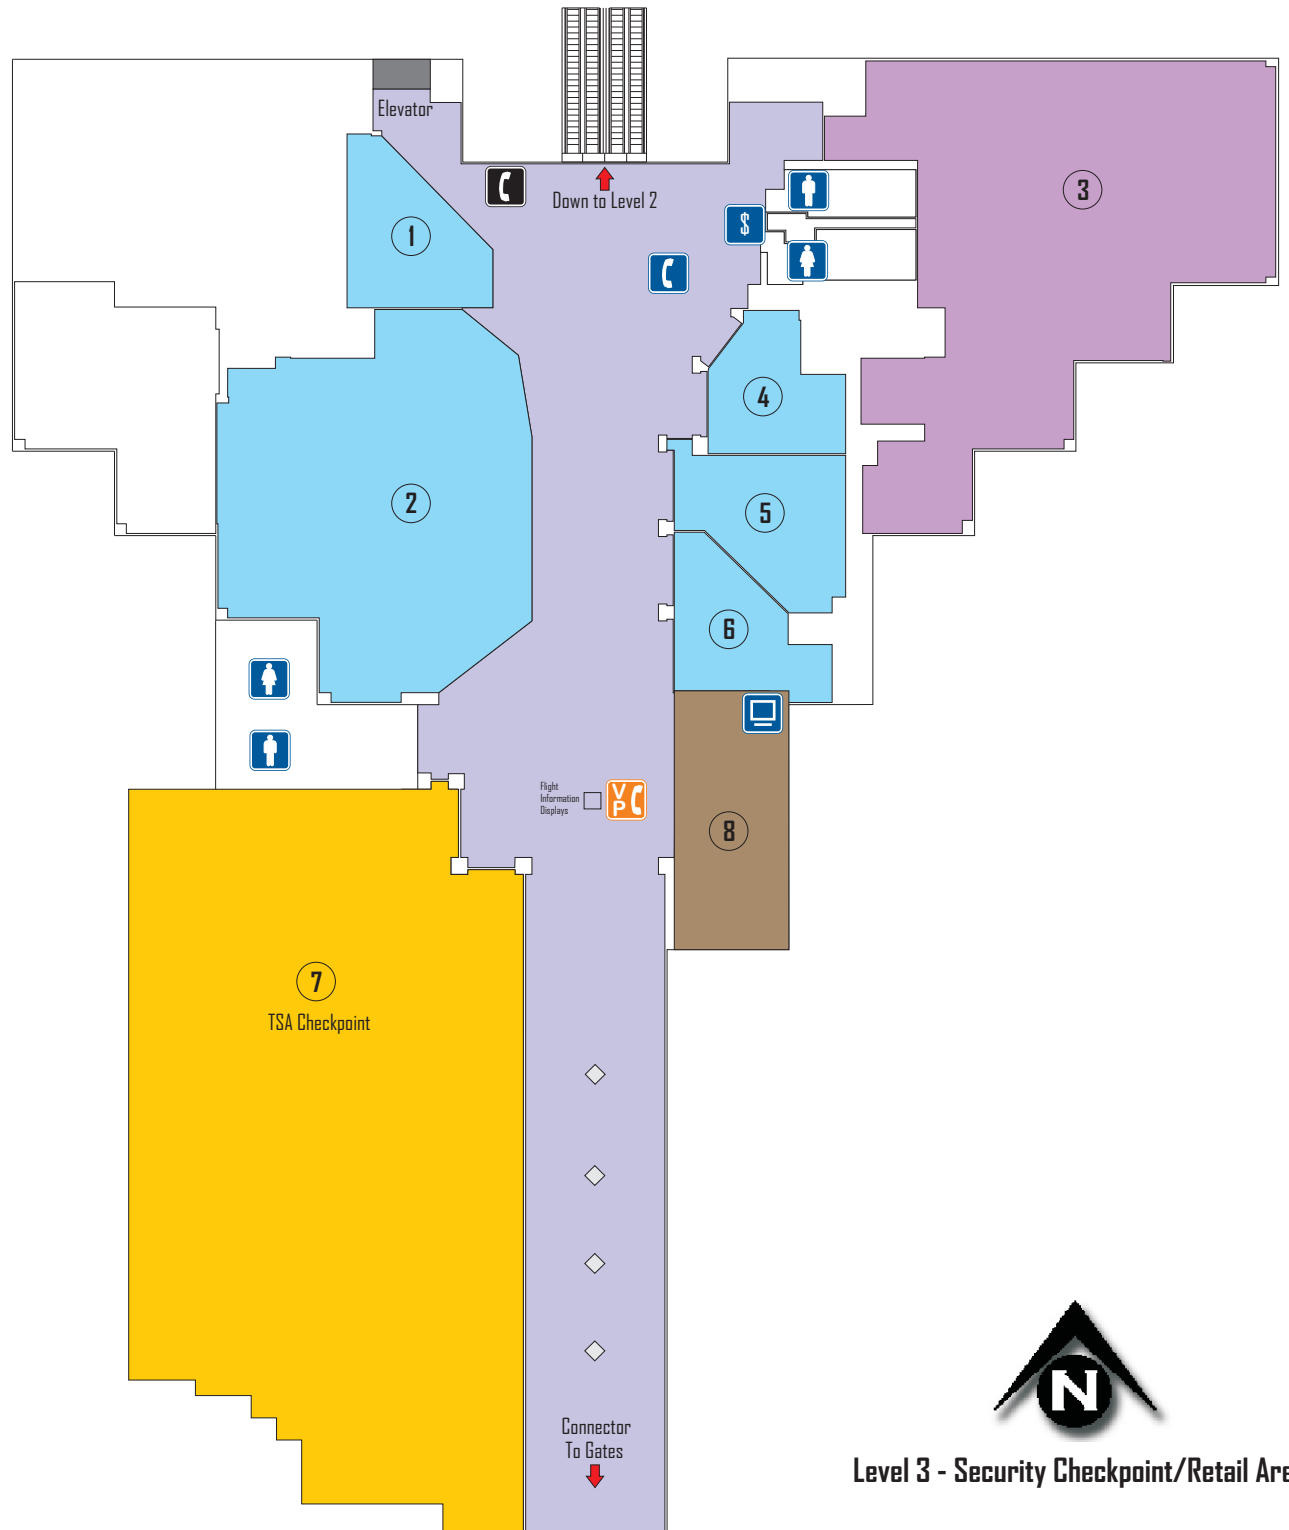 Elevator
Down to Level 2
$
1
2
3
4
5
6
Flight
Information
Displays
V
P
8
7
TSA Checkpoint
Connector
To Gates
N
Level 3 - Security Checkpoint/Retail Are